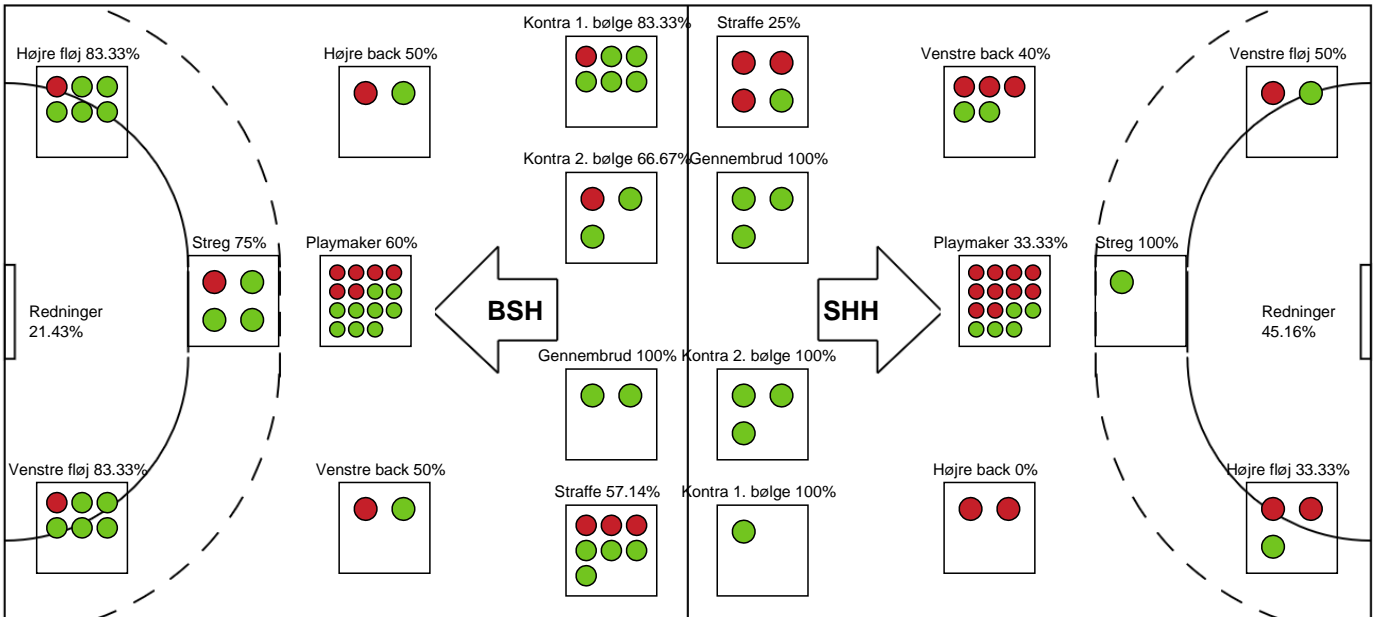 Kontra 1. bølge 83.33%
Straffe 25%
Højre fløj 83.33%
Højre back 50%
Venstre back 40%
Venstre fløj 50%
Kontra 2. bølge 66.67%
Gennembrud 100%
Streg 75%
Playmaker 60%
Playmaker 33.33%
Streg 100%
Redninger
21.43%
BSH
SHH
Redninger
45.16%
Gennembrud 100%
Kontra 2. bølge 100%
Venstre fløj 83.33%
Venstre back 50%
Straffe 57.14%
Kontra 1. bølge 100%
Højre back 0%
Højre fløj 33.33%